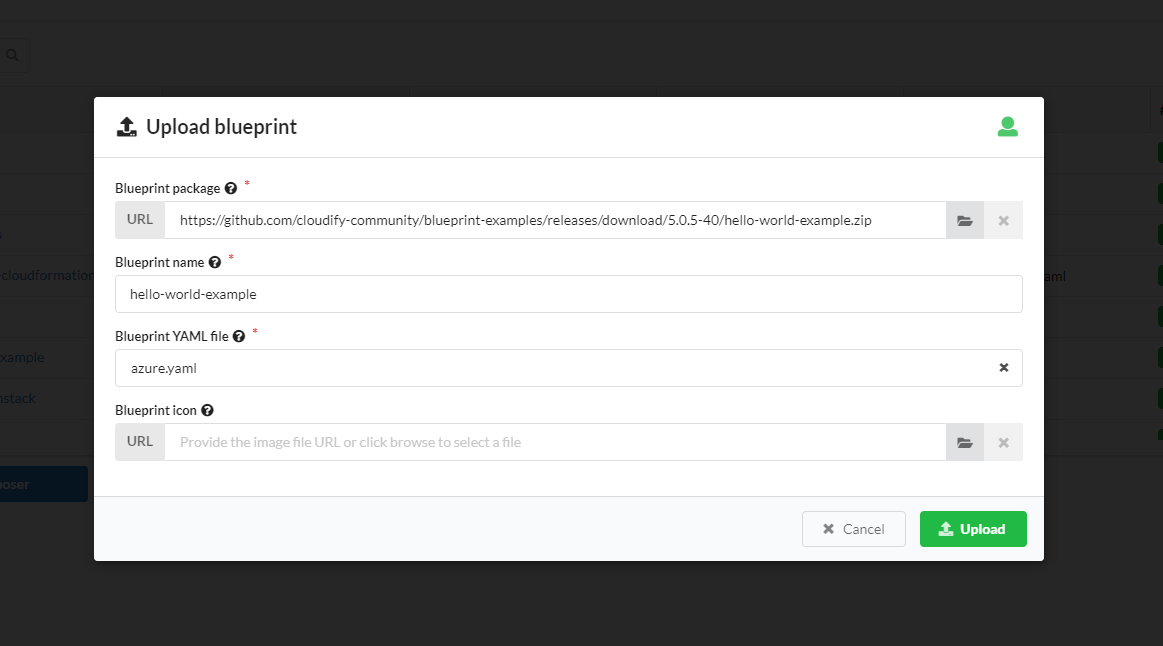 Upload blueprint
Blueprint package *
URL https://github.com/cloudify-community/blueprint-examples/releases/download/5.0.5-40/hello-world-example.zip
Blueprint name *
hello-world-example
-cloudformation
aml
Blueprint YAML file *
xample
azure.yaml
nstack
Blueprint icon
URL Provide the image file URL or click browse to select a file
poser
Cancel Upload